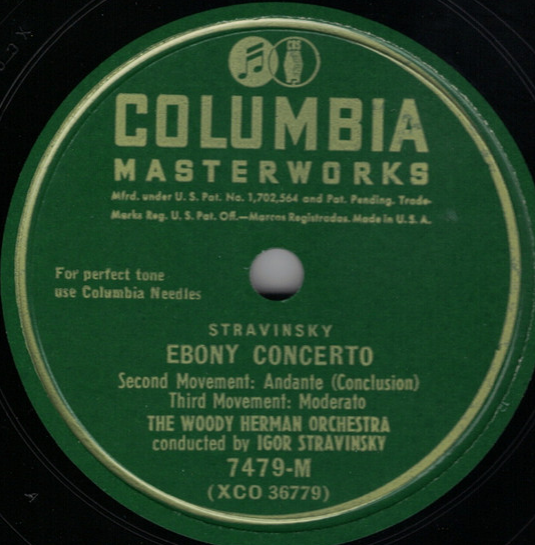 CBS
COLUMBIA
MASTERWORKS
Mfrd. under U. S. Pat. No. 1,702,564 and Pat. Pending. Trade-
Marks Reg. U. S. Pat. Off.—Marcas Registradas. Made in U. S. A.
For perfect tone
use Columbia Needles
STRAVINSKY
EBONY CONCERTO
Second Movement: Andante (Conclusion)
Third Movement: Moderato
THE WOODY HERMAN ORCHESTRA
conducted by IGOR STRAVINSKY
7479-M
(XCO 36779)